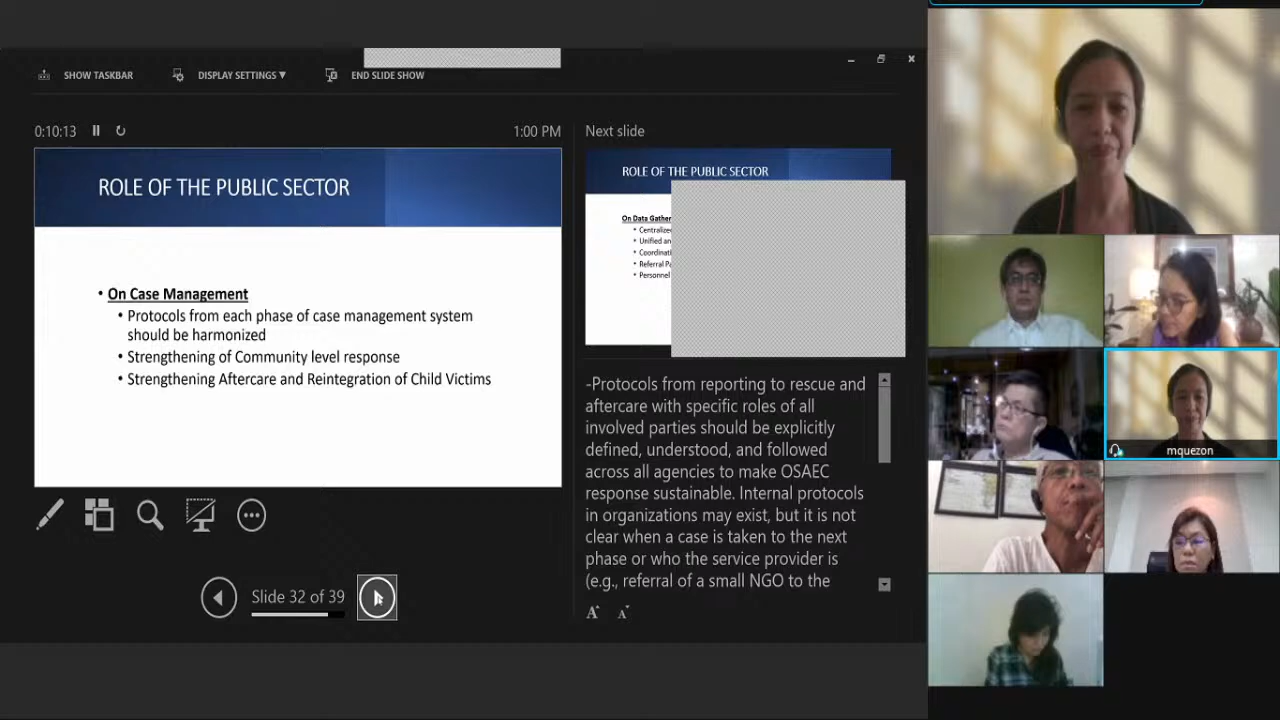 SHOW TASKBAR
DISPLAY SETTINGS ▼
END SLIDE SHOW
0:10:13
1:00 PM
ROLE OF THE PUBLIC SECTOR
• On Case Management
• Protocols from each phase of case management system
should be harmonized
• Strengthening of Community level response
• Strengthening Aftercare and Reintegration of Child Victims
Slide 32 of 39
Next slide
ROLE OF THE PUBLIC SECTOR
On Data
• 
• Unified
• 
• Referral
• Personnel
-Protocols from reporting to rescue and
aftercare with specific roles of all
involved parties should be explicitly
defined, understood, and followed
across all agencies to make OSAEC
response sustainable. Internal protocols
in organizations may exist, but it is not
clear when a case is taken to the next
phase or who the service provider is
(e.g., referral of a small NGO to the
A A
mquezon